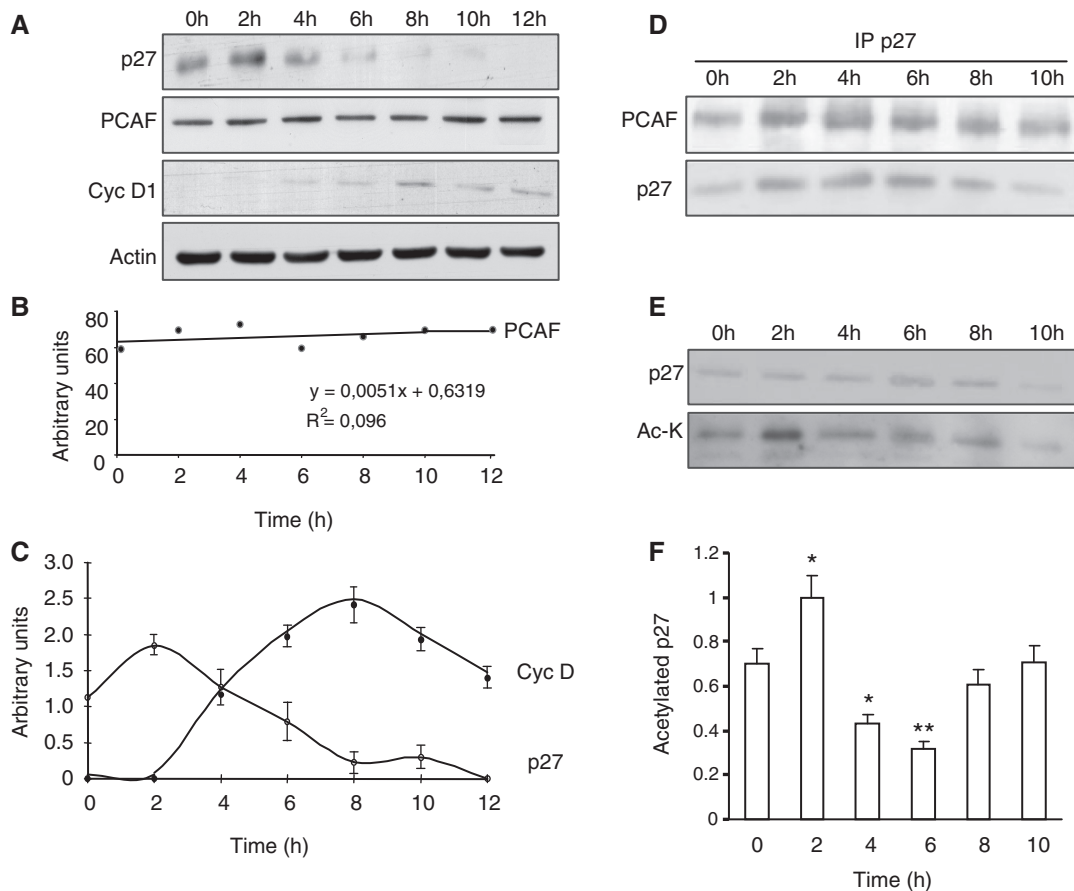 A
0h 2h 4h 6h 8h 10h 12h
p27
PCAF
Cyc D1
Actin
B
80
60
40
20
0
Arbitrary units
PCAF
y = 0,0051x + 0,6319
R2= 0,096
0 2 4 6 8 10 12
Time (h)
C
3.0
2.5
2.0
1.5
1.0
0.5
0
Arbitrary units
Cyc D
p27
0 2 4 6 8 10 12
Time (h)
D
IP p27
0h 2h 4h 6h 8h 10h
PCAF
p27
E
0h 2h 4h 6h 8h 10h
p27
Ac-K
F
1.2
1
0.8
0.6
0.4
0.2
0
Acetylated p27
* * **
0 2 4 6 8 10
Time (h)